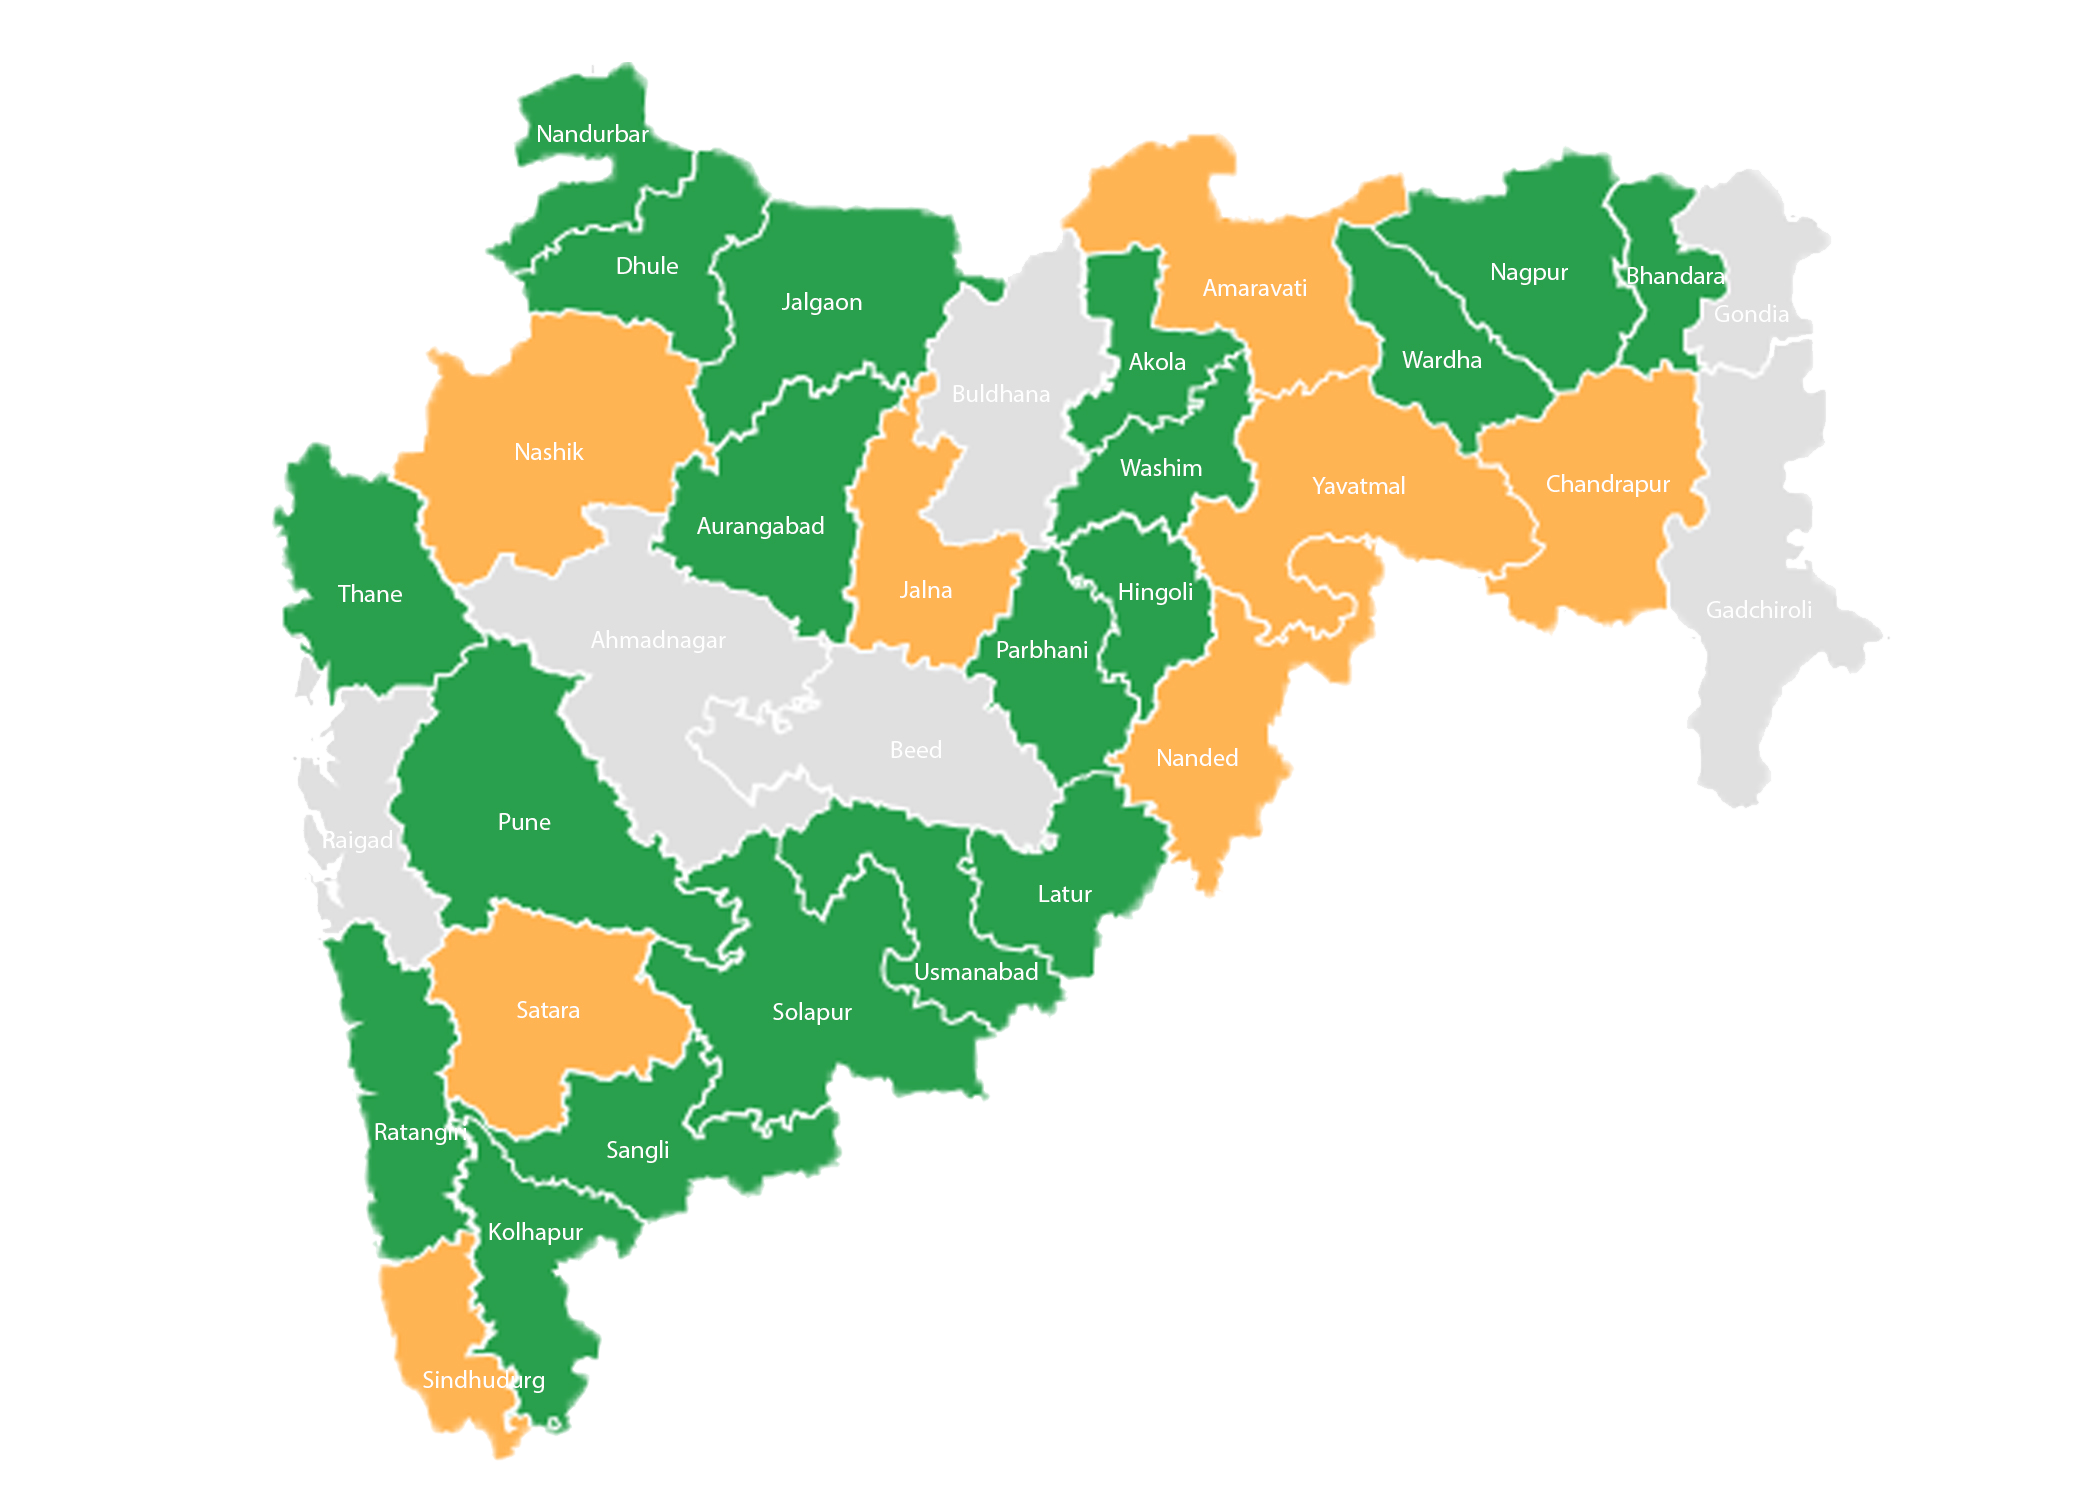 Nandurbar
Dhule
Jalgaon
Nagpur
Bhandara
Amaravati
Gondia
Wardha
Akola
Buldhana
Nashik
Washim
Yavatmal
Chandrapur
Aurangabad
Thane
Jalna
Hingoli
Gadchiroli
Ahmadnagar
Parbhani
Beed
Nanded
Pune
Raigad
Latur
Usmanabad
Satara
Solapur
Ratangiri
Sangli
Kolhapur
Sindhudurg